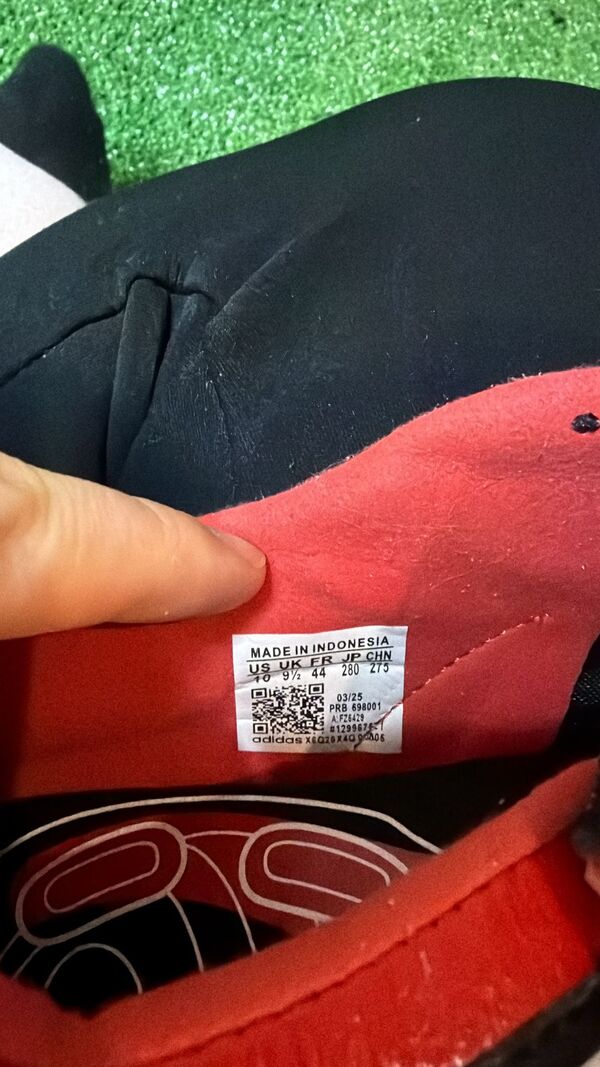 MADE IN INDONESIA
US UK FR JP CHN
10 9½ 44 280 275
03/25
PRB 698001
A:FZ6429
adidas